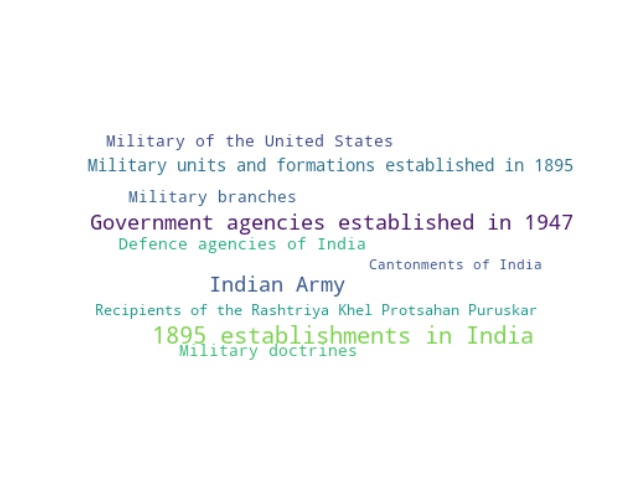 Military of the United States
Military units and formations established in 1895
Military branches
Government agencies established in 1947
Defence agencies of India
Cantonments of India
Indian Army
Recipients of the Rashtriya Khel Protsahan Puruskar
1895 establishments in India
Military doctrines